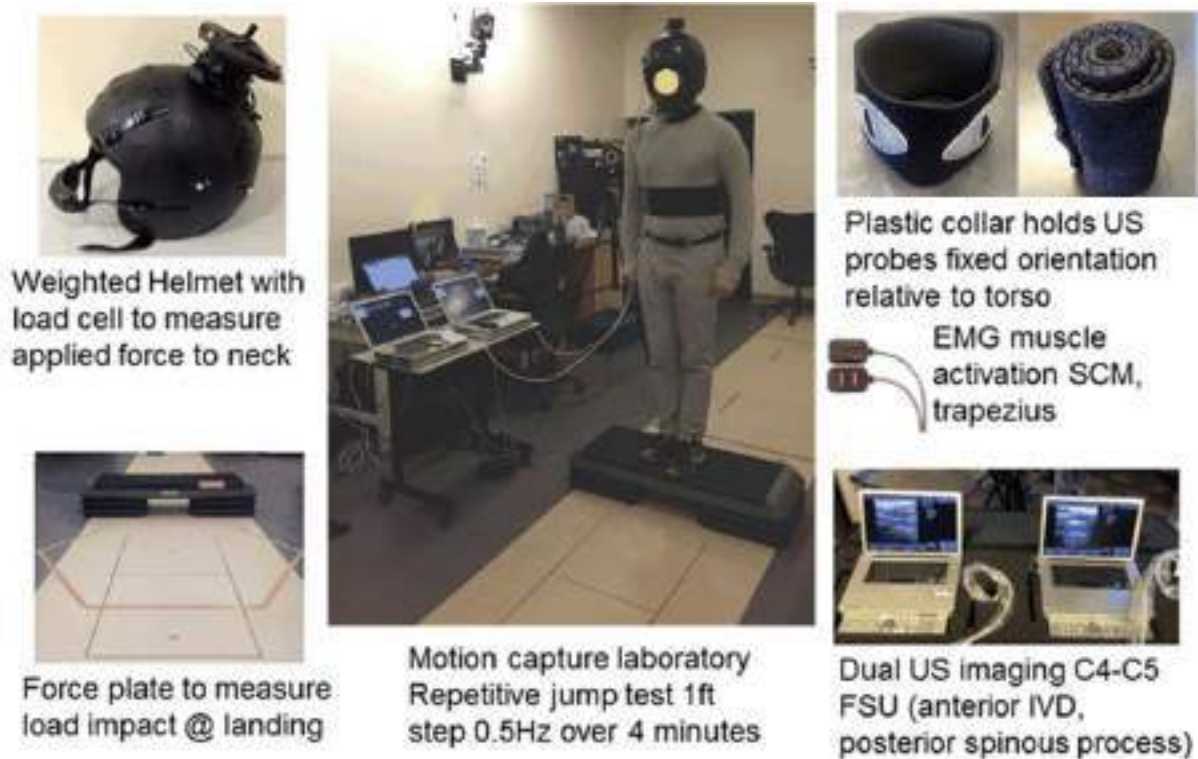 Weighted Helmet with
load cell to measure
applied force to neck
Force plate to measure
load impact @ landing
Motion capture laboratory
Repetitive jump test 1ft
step 0.5Hz over 4 minutes
Plastic collar holds US
probes fixed orientation
relative to torso
EMG muscle
activation SCM,
trapezius
Dual US imaging C4-C5
FSU (anterior IVD,
posterior spinous process)